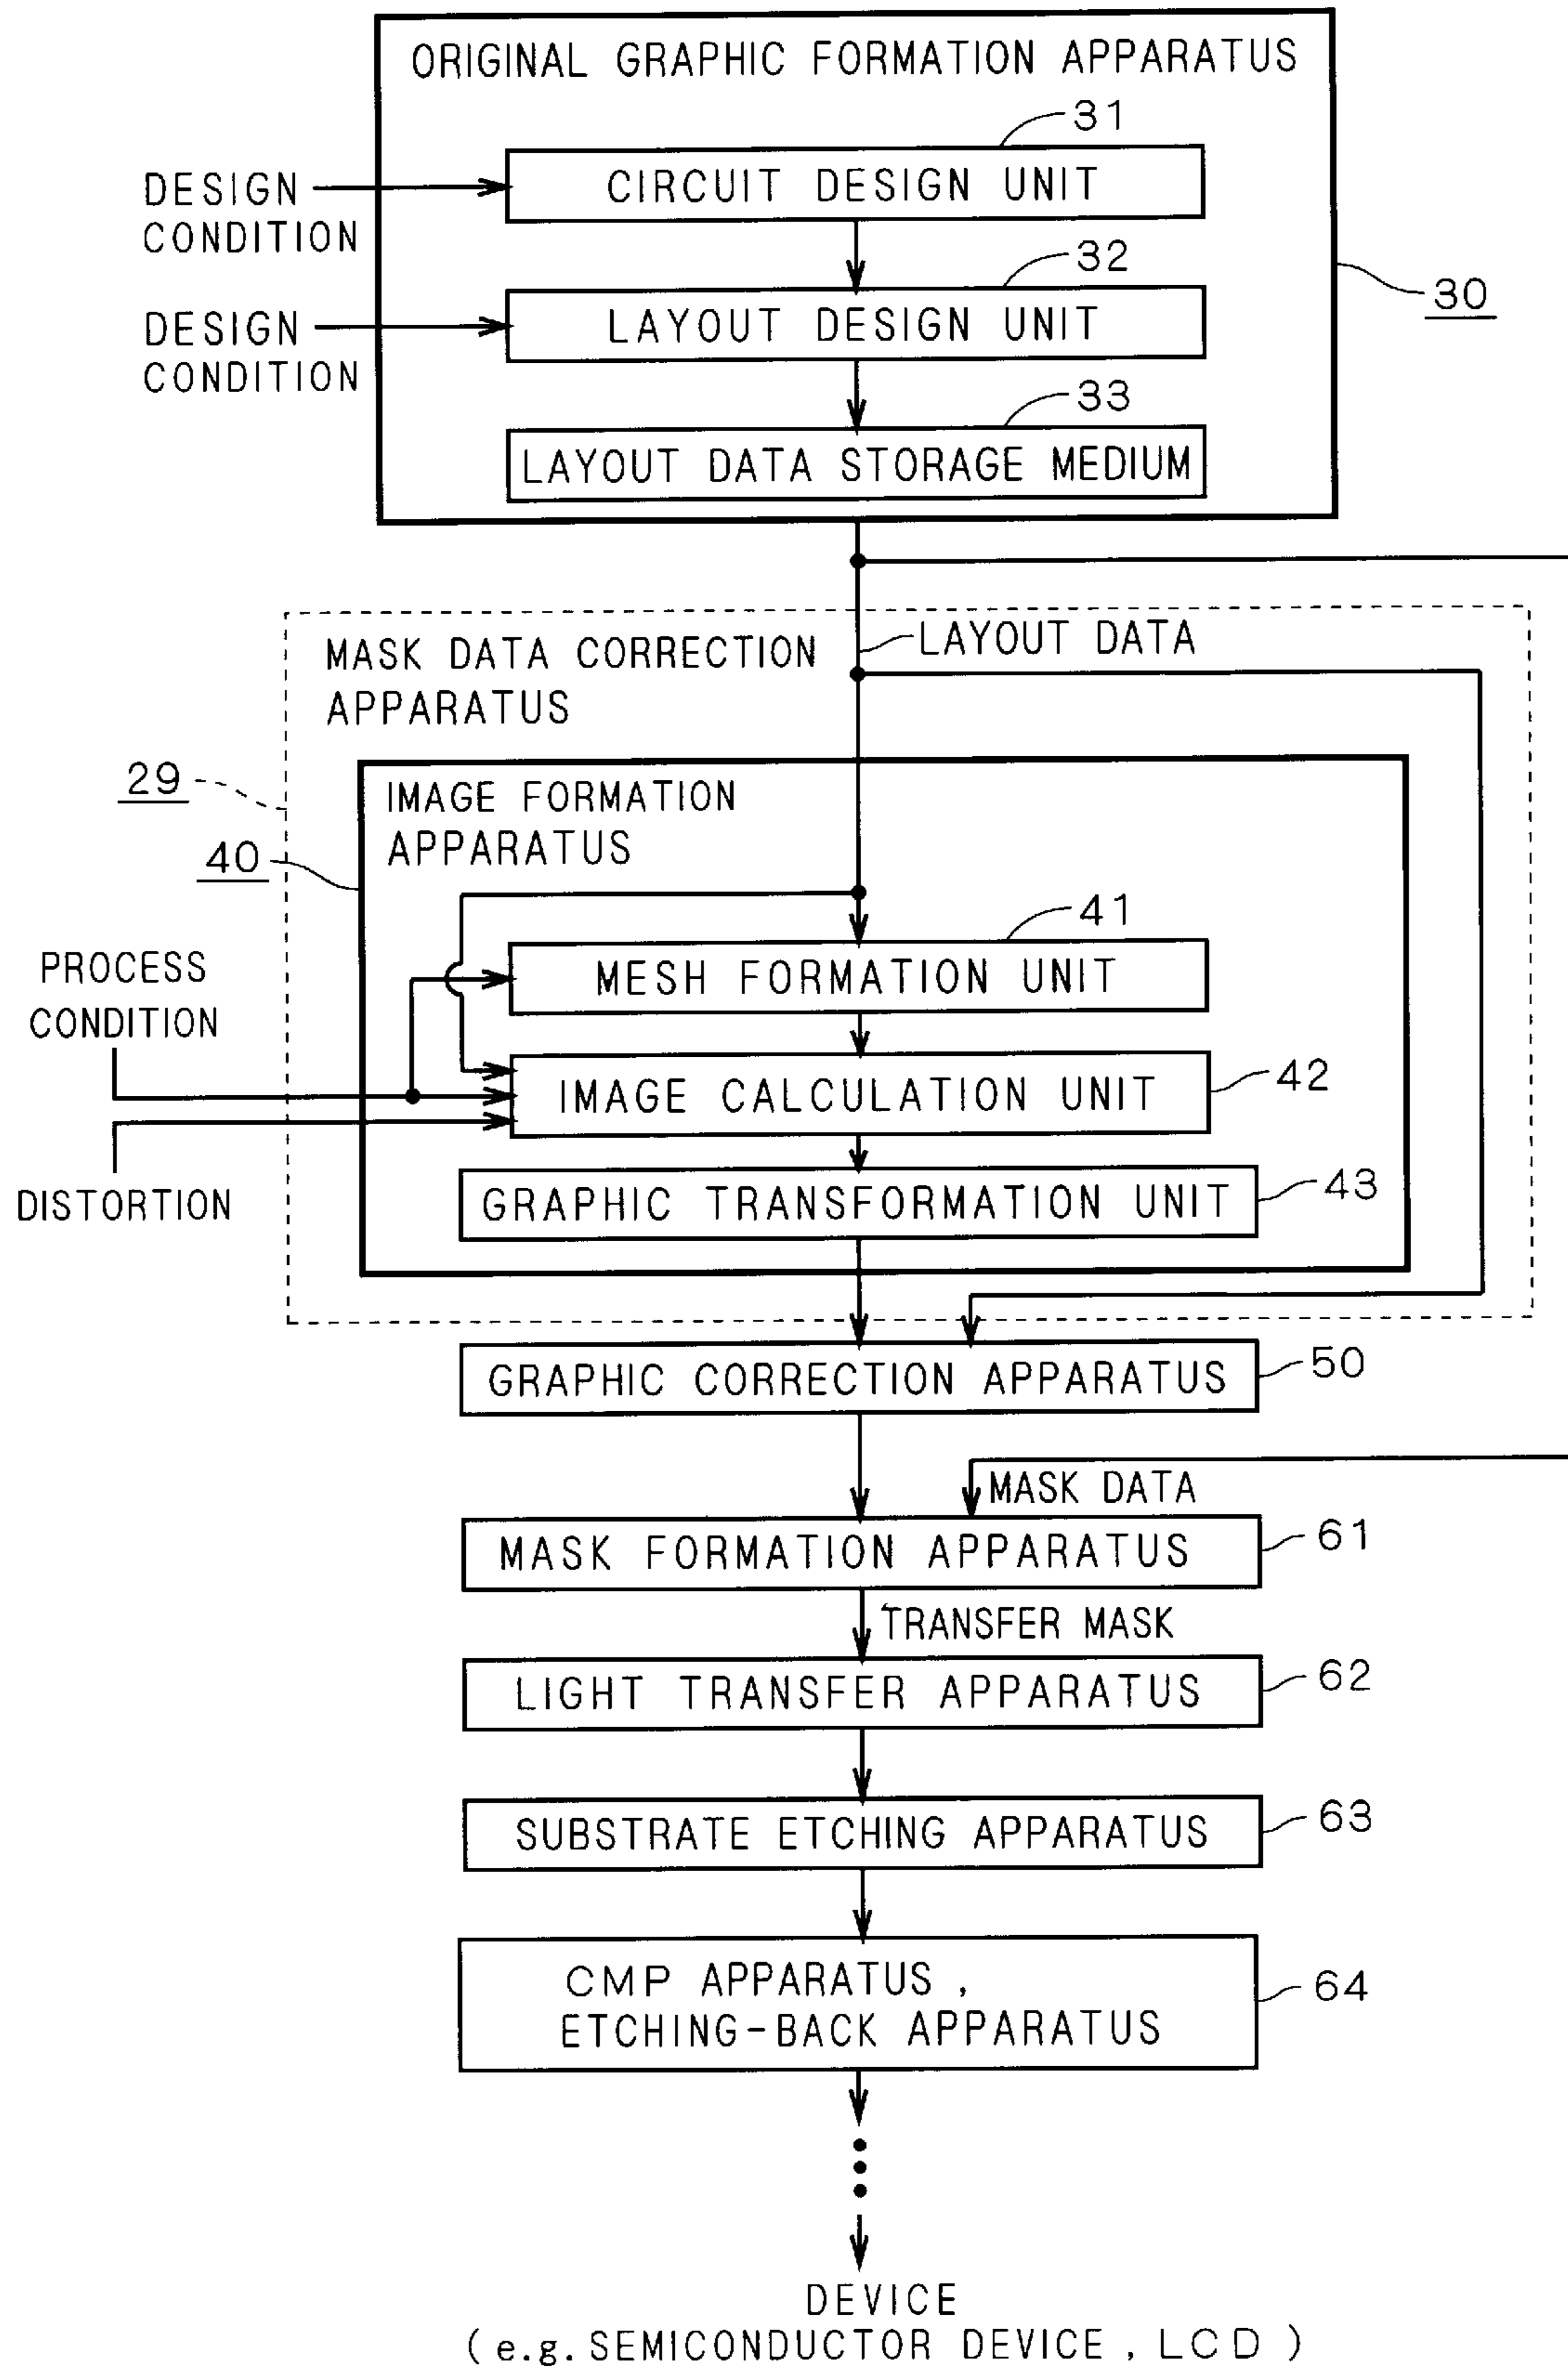 ORIGINAL GRAPHIC FORMATION APPARATUS
31
CIRCUIT DESIGN UNIT
DESIGN
CONDITION
32
LAYOUT DESIGN UNIT
30
DESIGN
CONDITION
33
LAYOUT DATA STORAGE MEDIUM
LAYOUT DATA
MASK DATA CORRECTION
APPARATUS
29
IMAGE FORMATION
APPARATUS
40
41
MESH FORMATION UNIT
PROCESS
CONDITION
IMAGE CALCULATION UNIT
42
DISTORTION
GRAPHIC TRANSFORMATION UNIT
43
GRAPHIC CORRECTION APPARATUS
50
MASK DATA
MASK FORMATION APPARATUS
61
TRANSFER MASK
LIGHT TRANSFER APPARATUS
62
SUBSTRATE ETCHING APPARATUS
63
CMP APPARATUS ,
ETCHING-BACK APPARATUS
64
DEVICE
( e.g. SEMICONDUCTOR DEVICE , LCD )